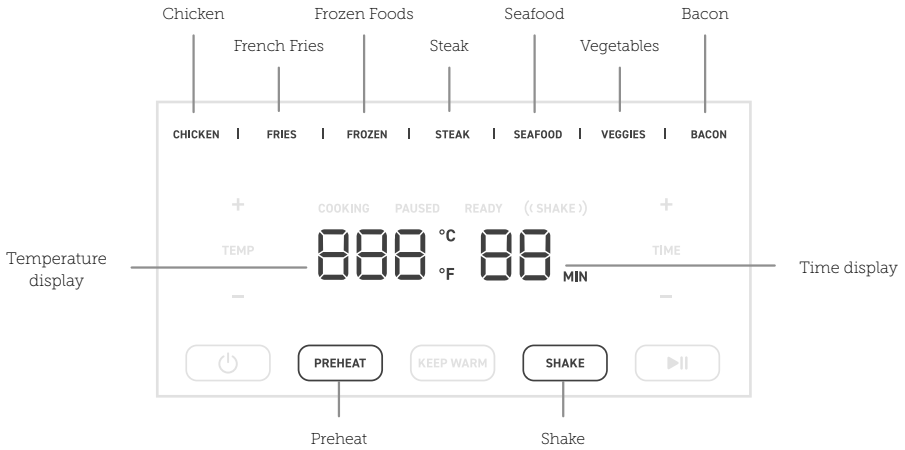 Chicken Frozen Foods Seafood Bacon
French Fries Steak Vegetables
CHICKEN | FRIES | FROZEN | STEAK | SEAFOOD | VEGGIES | BACON
+ COOKING PAUSED READY ((SHAKE)) +
TEMP 888 °C °F 88 MIN TIME
Temperature
display
Time display
– –
PREHEAT KEEP WARM SHAKE
Preheat Shake